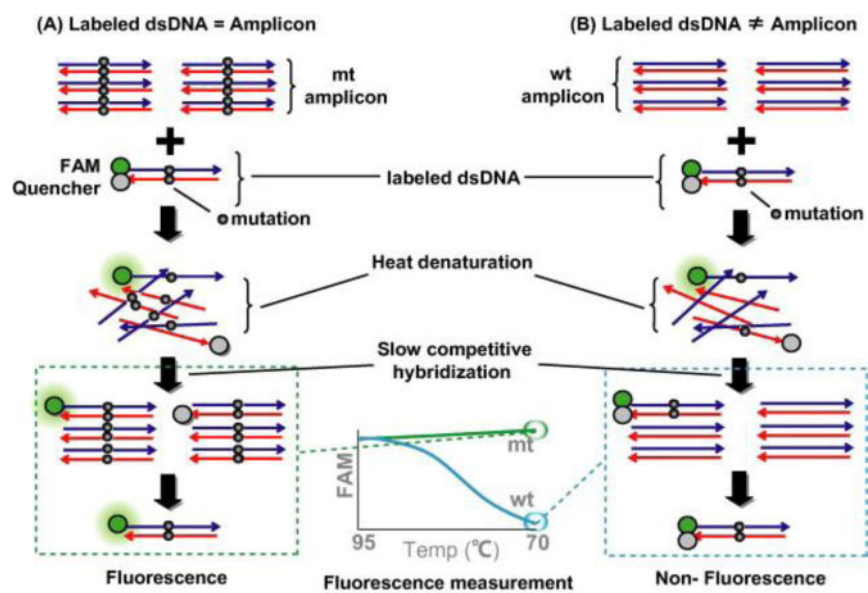 (A) Labeled dsDNA = Amplicon
(B) Labeled dsDNA ≠ Amplicon
mt
amplicon
wt
amplicon
FAM
Quencher
labeled dsDNA
mutation
mutation
Heat denaturation
Slow competitive
hybridization
FAM
mt
wt
95
Temp (℃)
70
Fluorescence
Fluorescence measurement
Non- Fluorescence